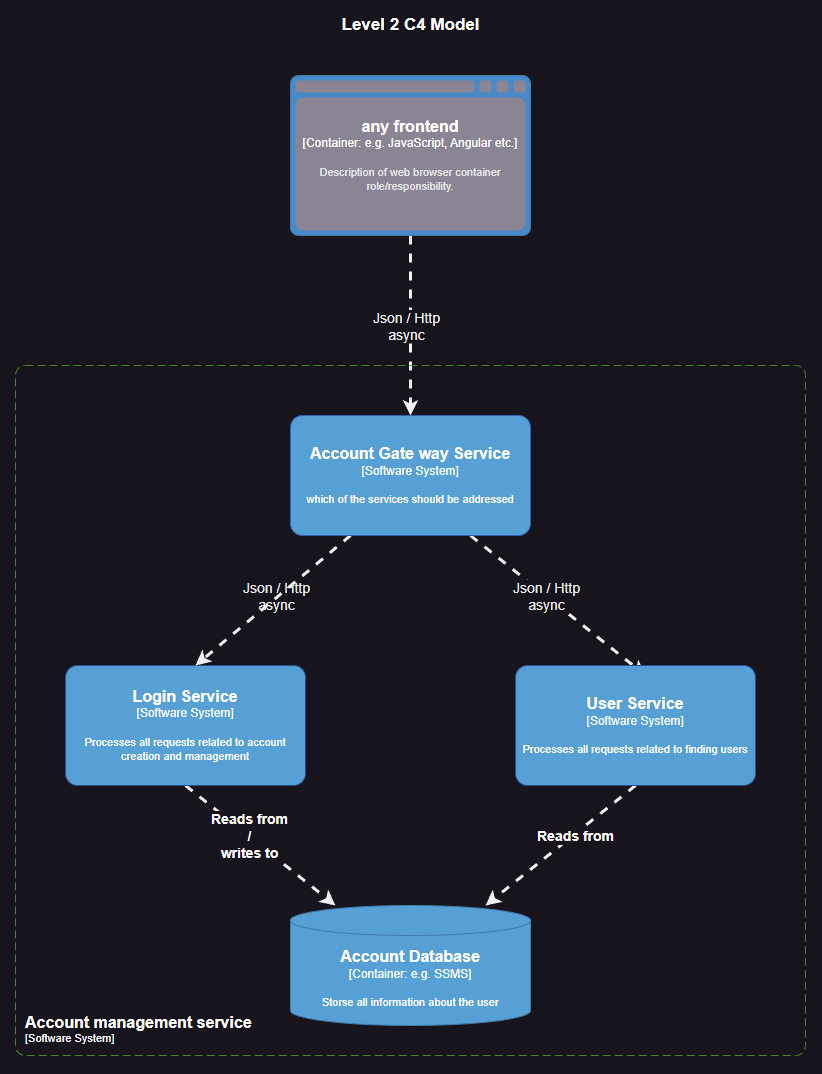 Level 2 C4 Model
any frontend
[Container: e.g. JavaScript, Angular etc.]
Description of web browser container
role/responsibility.
Json / Http
async
Account Gate way Service
[Software System]
which of the services should be addressed
Json / Http
async
Json / Http
async
Login Service
[Software System]
Processes all requests related to account
creation and management
User Service
[Software System]
Processes all requests related to finding users
Reads from
/
writes to
Reads from
Account Database
[Container: e.g. SSMS]
Storse all information about the user
Account management service
[Software System]